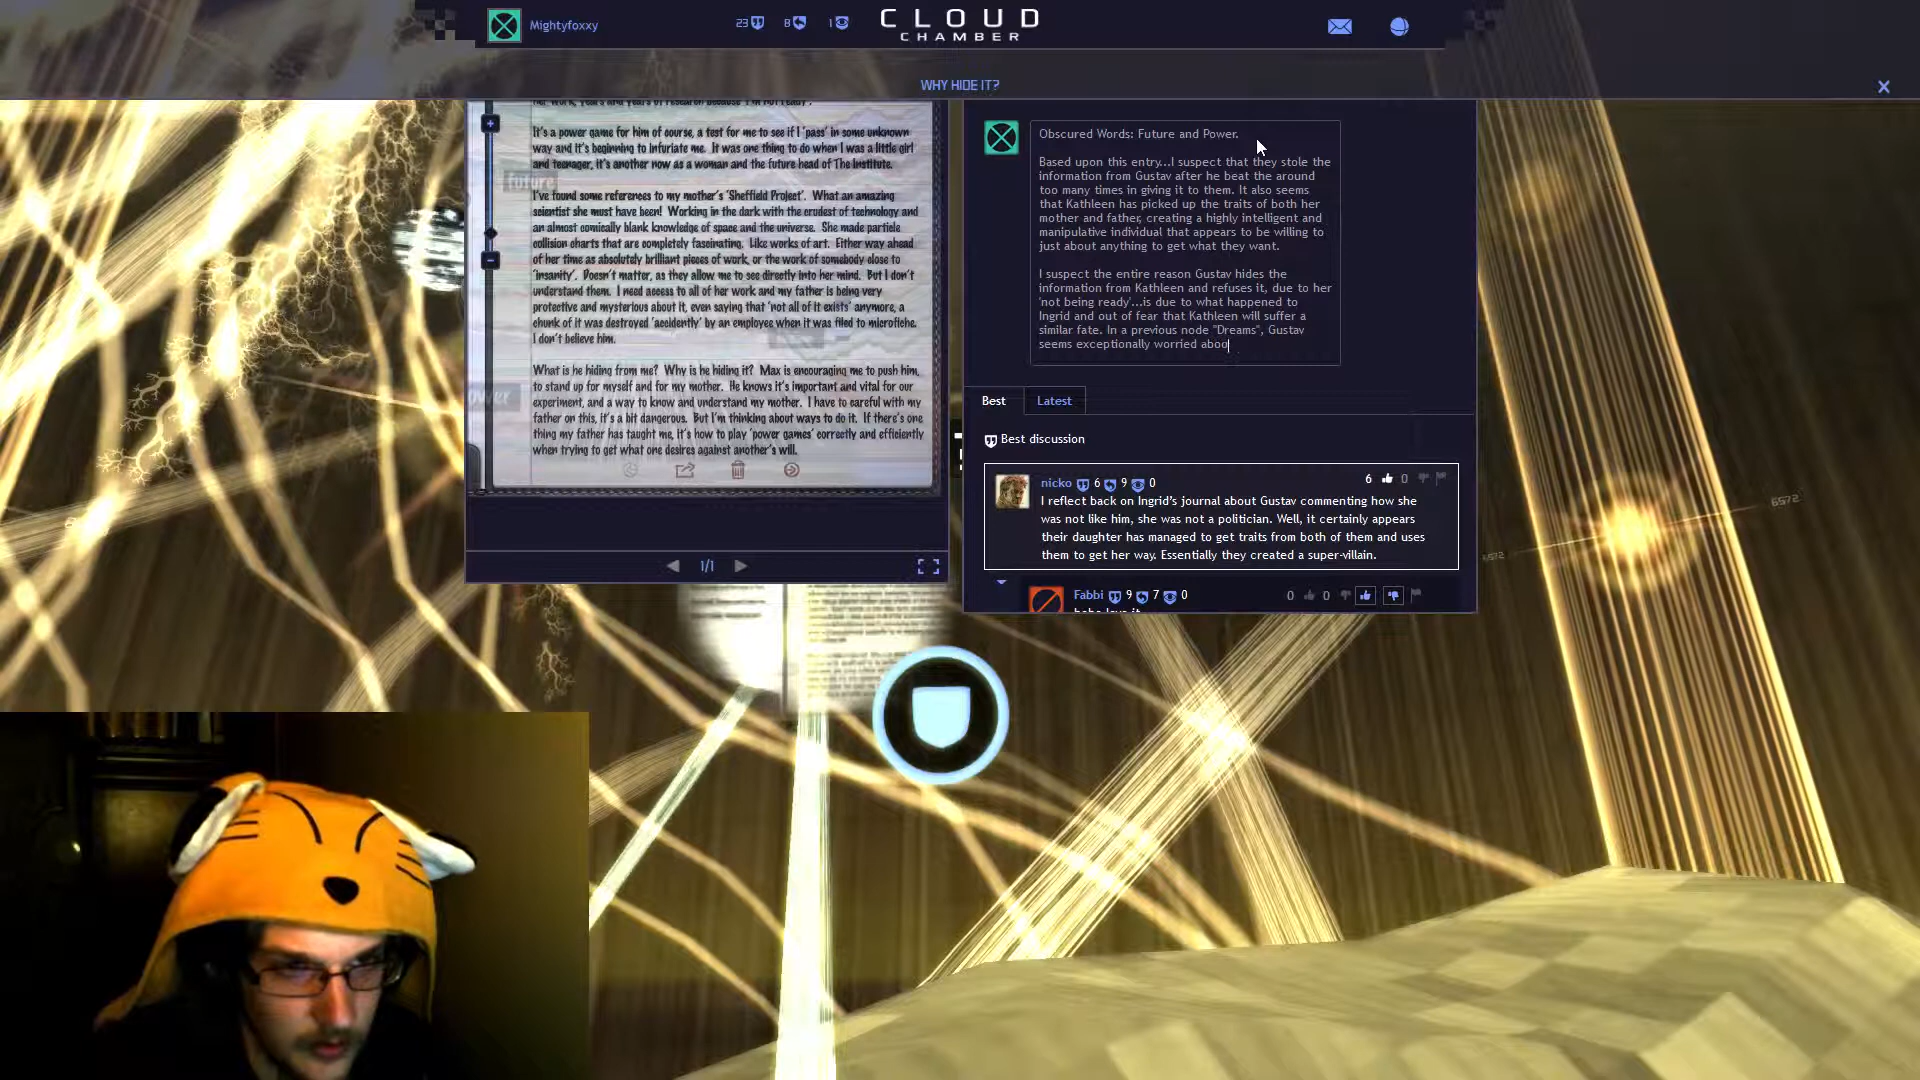 Mightyfoxxy
23
8
1
CLOUD
CHAMBER
WHY HIDE IT?
her work, years and years of research because 'I'm not ready'.
It's a power game for him of course, a test for me to see if I 'pass' in some unknown
way and it's beginning to infuriate me. It was one thing to do when I was a little girl
and teenager, it's another now as a woman and the future head of The Institute.
future
I've found some references to my mother's 'Sheffield Project'. What an amazing
scientist she must have been! Working in the dark with the crudest of technology and
an almost comically blank knowledge of space and the universe. She made particle
collision charts that are completely fascinating. Like works of art. Either way ahead
of her time as absolutely brilliant pieces of work, or the work of somebody close to
'insanity'. Doesn't matter, as they allow me to see directly into her mind. But I don't
understand them. I need access to all of her work and my father is being very
protective and mysterious about it, even saying that 'not all of it exists' anymore, a
chunk of it was destroyed 'accidently' by an employee when it was filed to microfiche.
I don't believe him.
What is he hiding from me? Why is he hiding it? Max is encouraging me to push him,
to stand up for myself and for my mother. He knows it's important and vital for our
experiment, and a way to know and understand my mother. I have to careful with my
father on this, it's a bit dangerous. But I'm thinking about ways to do it. If there's one
thing my father has taught me, it's how to play 'power games' correctly and efficiently
when trying to get what one desires against another's will.
ower
1/1
Obscured Words: Future and Power.
Based upon this entry...I suspect that they stole the
information from Gustav after he beat the around
too many times in giving it to them. It also seems
that Kathleen has picked up the traits of both her
mother and father, creating a highly intelligent and
manipulative individual that appears to be willing to
just about anything to get what they want.
I suspect the entire reason Gustav hides the
information from Kathleen and refuses it, due to her
'not being ready'...is due to what happened to
Ingrid and out of fear that Kathleen will suffer a
similar fate. In a previous node "Dreams", Gustav
seems exceptionally worried aboo
Best
Latest
Best discussion
nicko 6 9 0
6 0
I reflect back on Ingrid's journal about Gustav commenting how she
was not like him, she was not a politician. Well, it certainly appears
their daughter has managed to get traits from both of them and uses
them to get her way. Essentially they created a super-villain.
Fabbi 9 7 0
0 0
haha love it
6572
6572